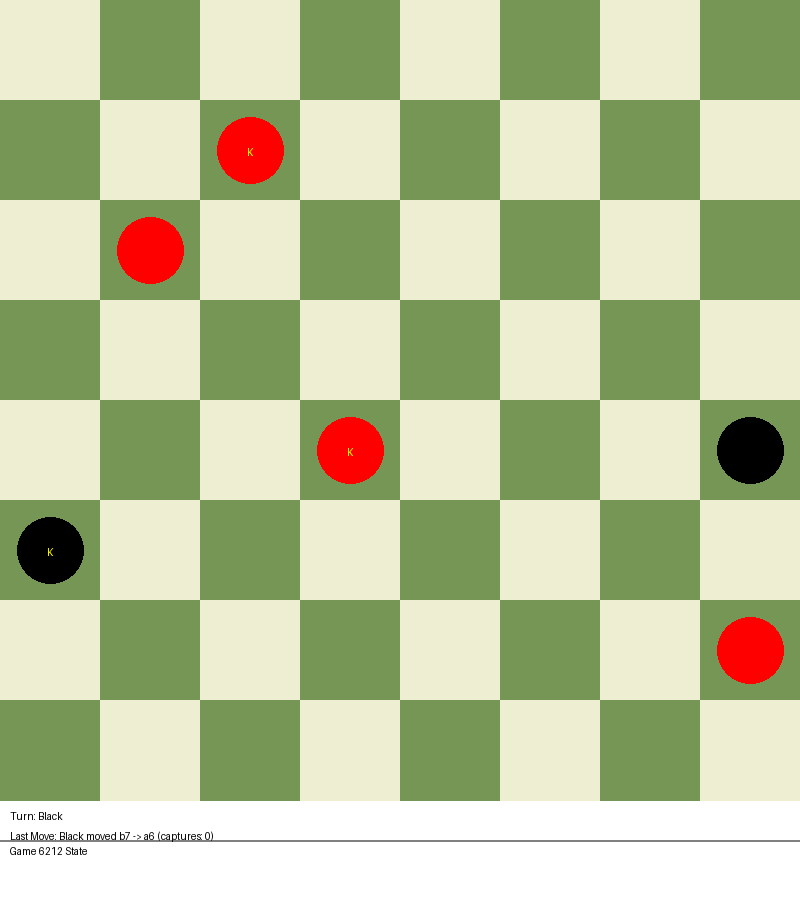 K
K
K
Turn: Black
Last Move: Black moved b7 -> a6 (captures: 0)
Game 6212 State